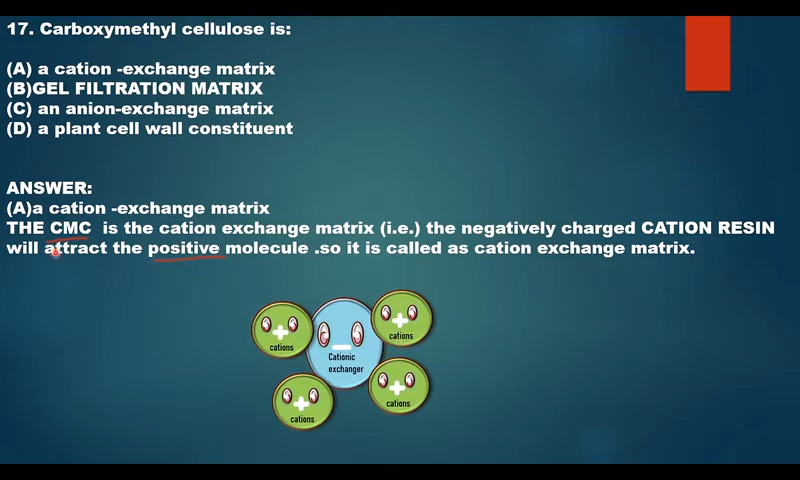 17. Carboxymethyl cellulose is:
(A) a cation -exchange matrix
(B)GEL FILTRATION MATRIX
(C) an anion-exchange matrix
(D) a plant cell wall constituent
ANSWER:
(A)a cation -exchange matrix
THE CMC is the cation exchange matrix (i.e.) the negatively charged CATION RESIN
will attract the positive molecule .so it is called as cation exchange matrix.
+
cations
+
cations
Cationic
exchanger
+
cations
+
cations